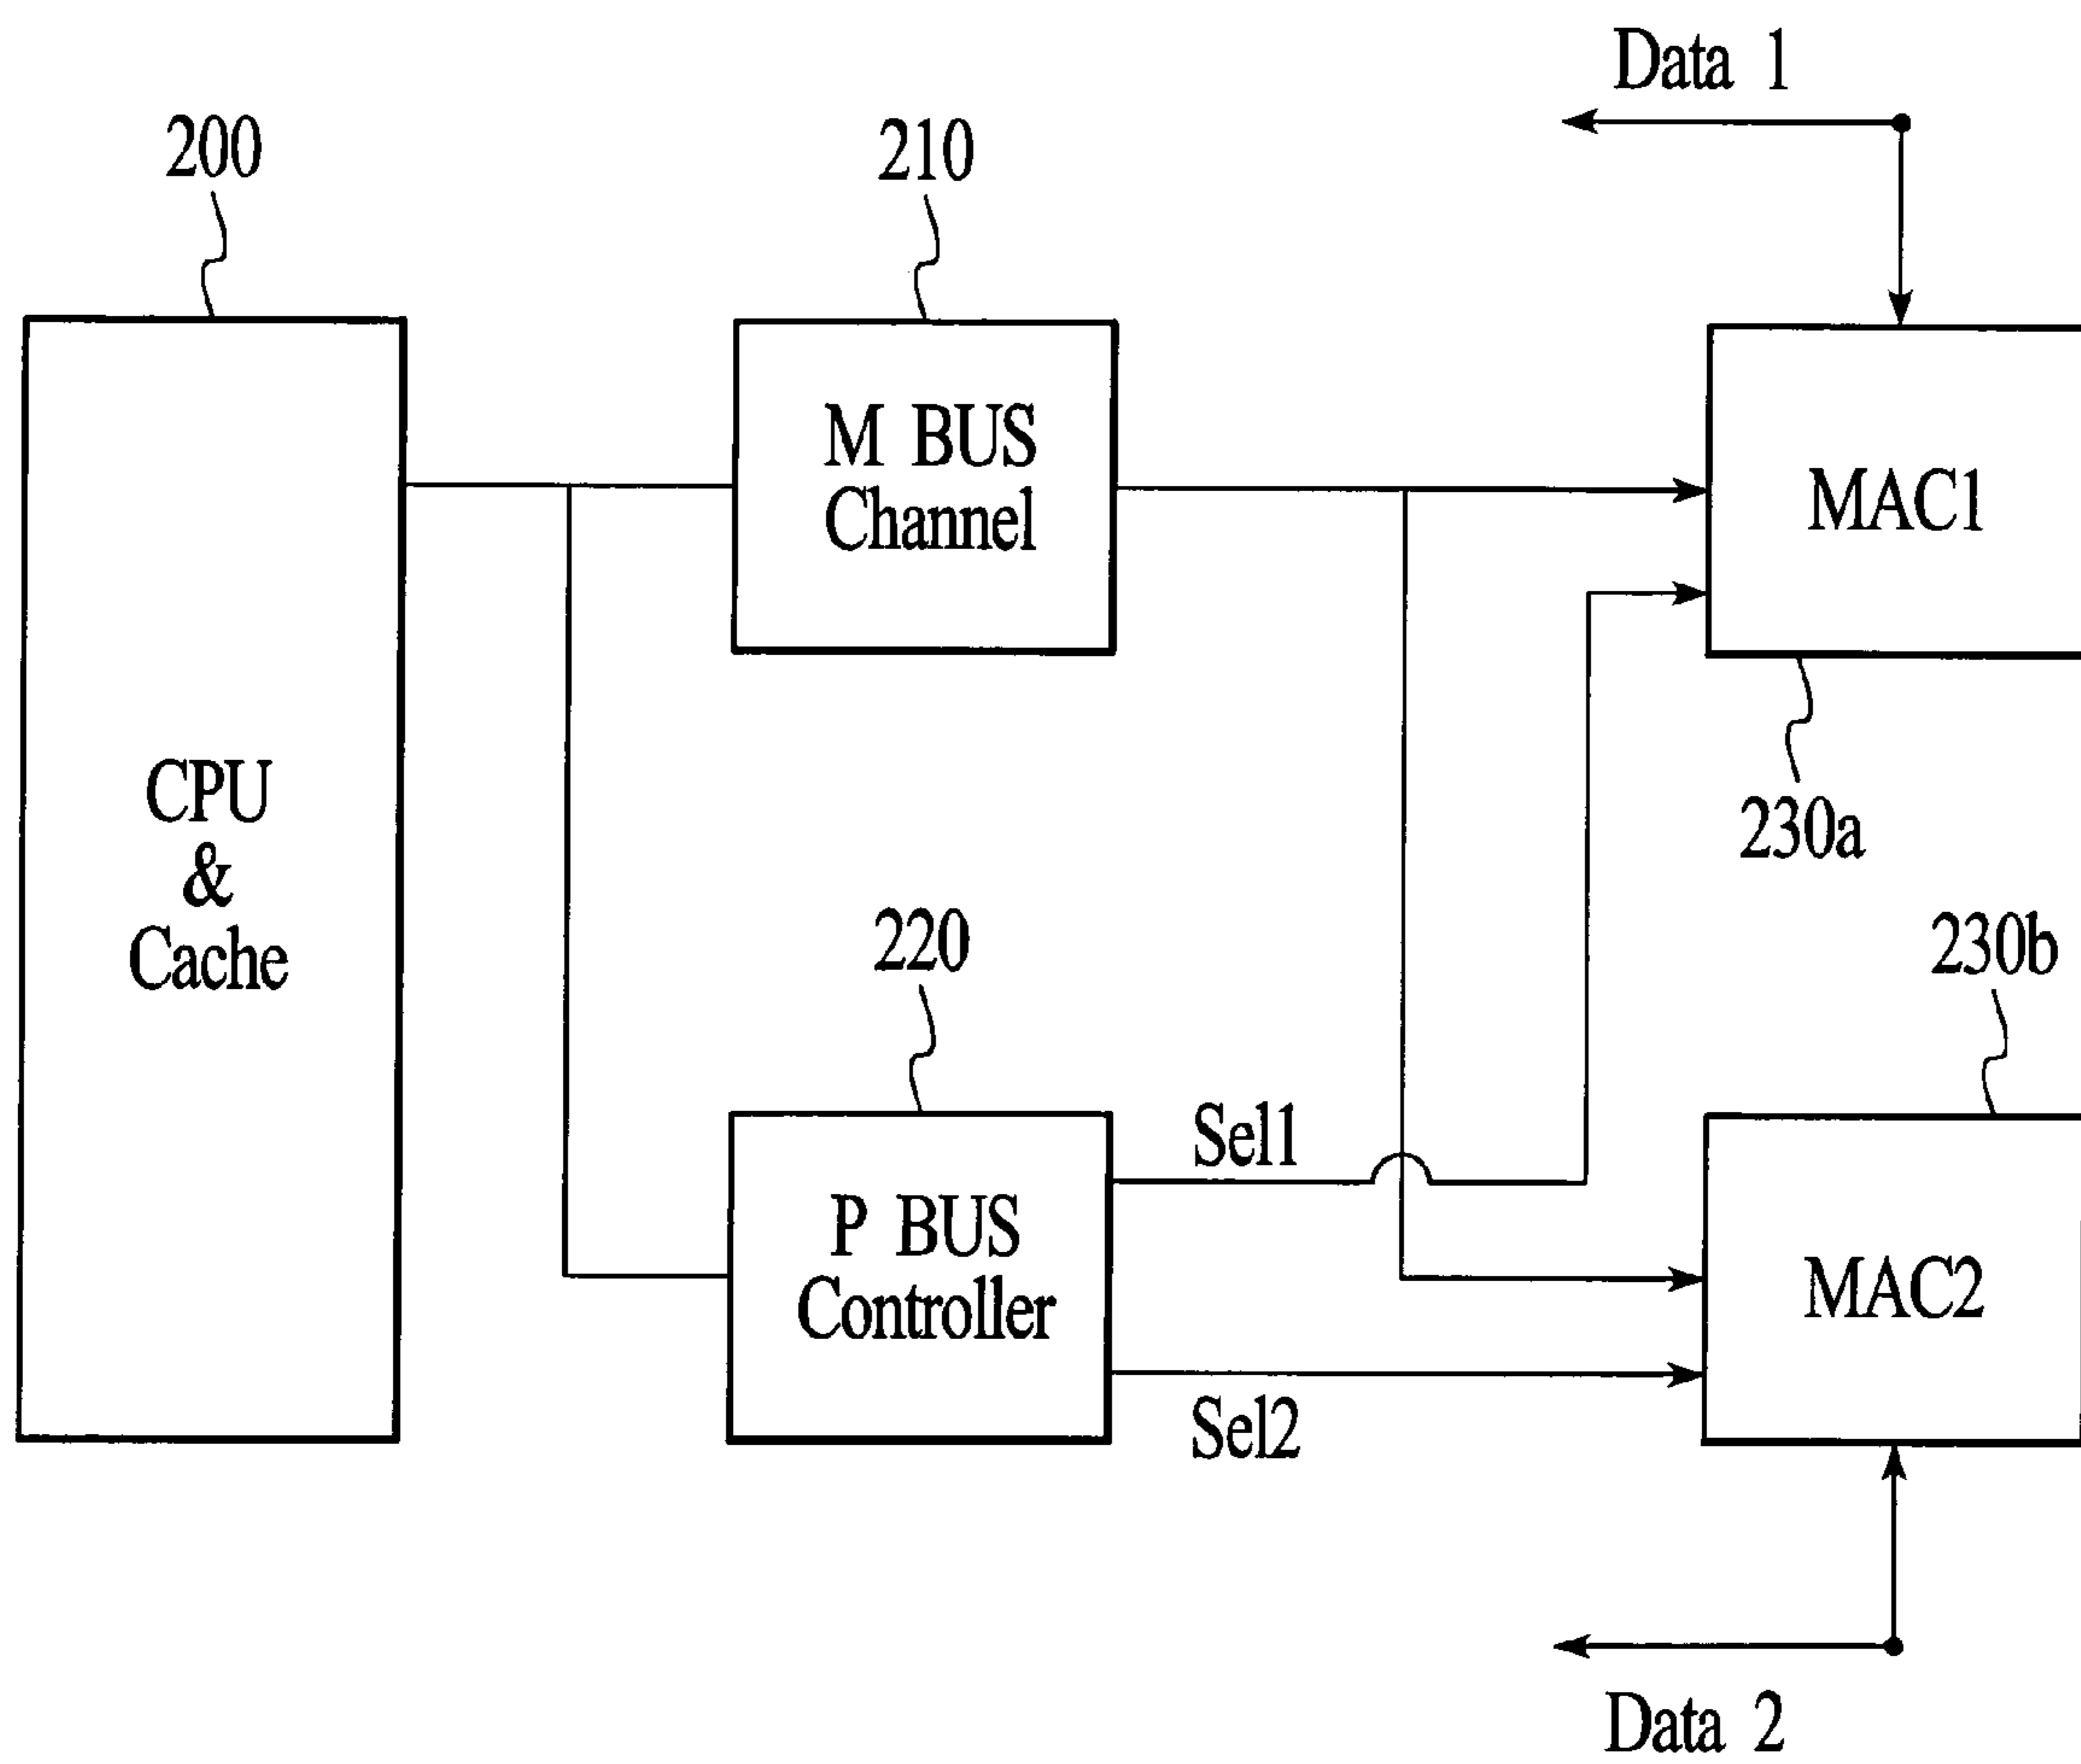 Data 1
200
210
M BUS
Channel
MAC1
CPU
&
Cache
230a
220
230b
Sel1
P BUS
Controller
MAC2
Sel2
Data 2